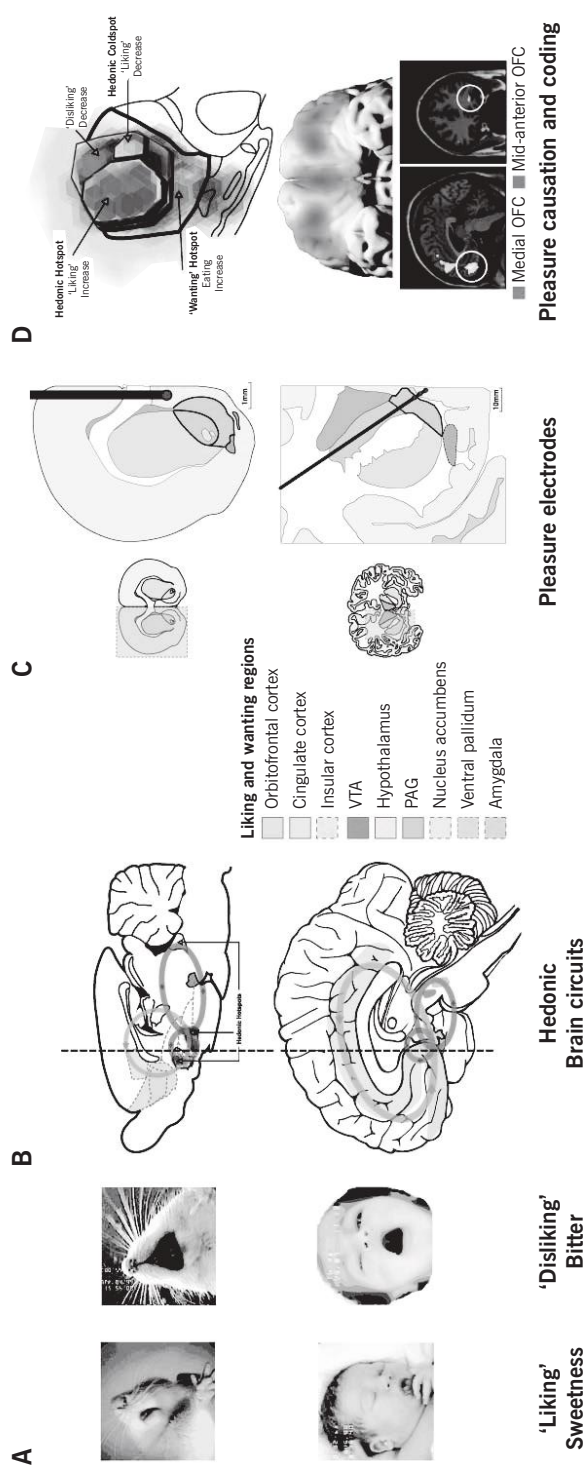 A
'Liking'
Sweetness
'Disliking'
Bitter
B
Hedonic Hotspots
Hedonic
Brain circuits
Liking and wanting regions
Orbitofrontal cortex
Cingulate cortex
Insular cortex
VTA
Hypothalamus
PAG
Nucleus accumbens
Ventral pallidum
Amygdala
C
1mm
10mm
Pleasure electrodes
D
Hedonic Hotspot
'Liking'
Increase
'Disliking'
Decrease
Hedonic Coldspot
'Liking'
Decrease
'Wanting' Hotspot
Eating
Increase
Medial OFC
Mid-anterior OFC
Pleasure causation and coding